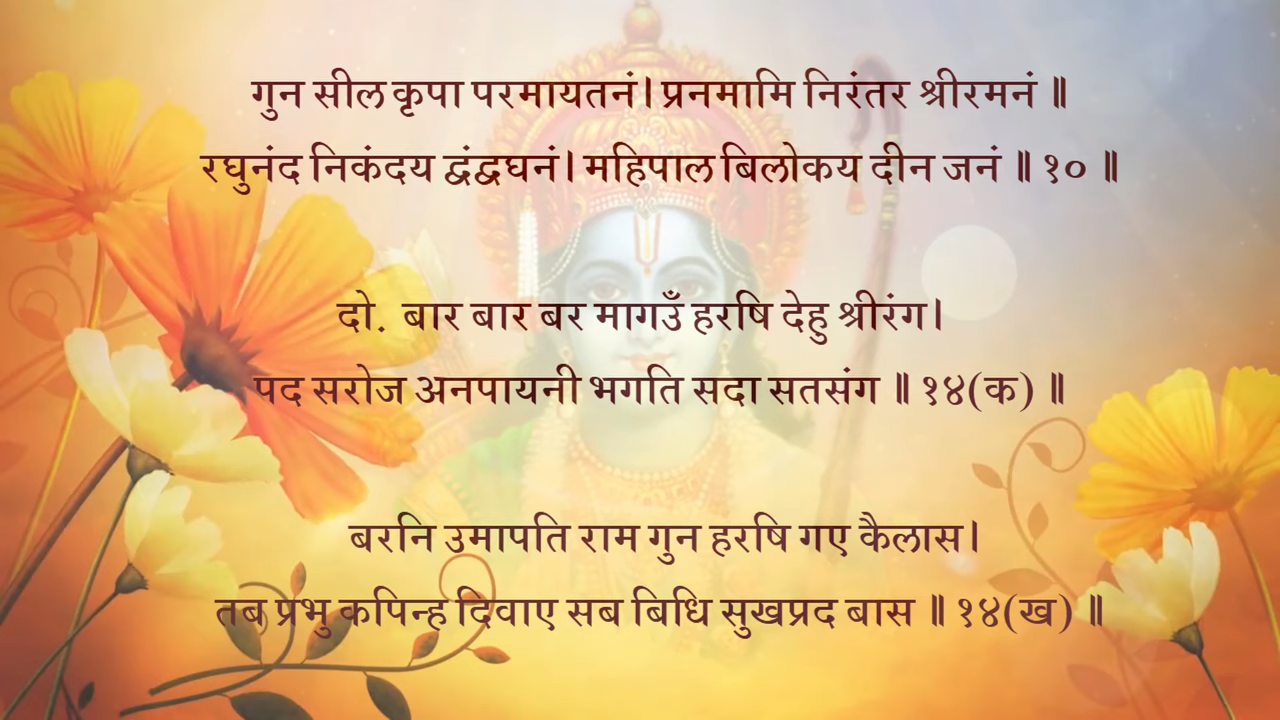 गुन सील कृपा परमायतनं। प्रनमामि निरंतर श्रीरमनं ॥
रघुनंद निकंदय द्वंद्वघनं। महिपाल बिलोकय दीन जनं ॥ १० ॥
दो. बार बार बर मागउँ हरषि देहु श्रीरंग।
पद सरोज अनपायनी भगति सदा सतसंग ॥ १४(क) ॥
बरनि उमापति राम गुन हरषि गए कैलास।
तब प्रभु कपिन्ह दिवाए सब बिधि सुखप्रद बास ॥ १४(ख) ॥